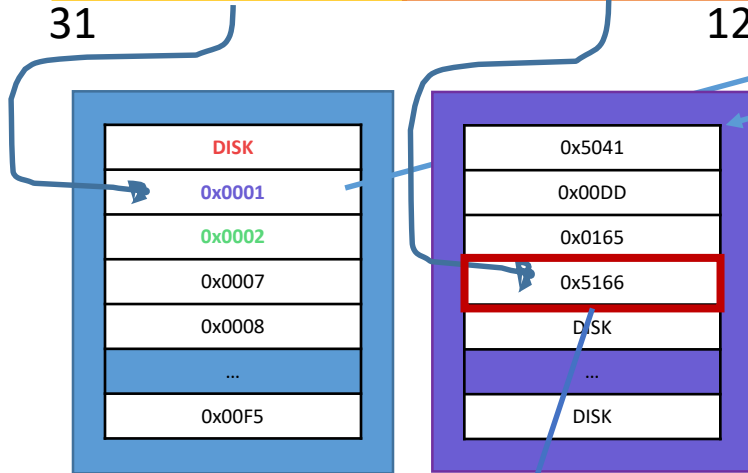 31
12
DISK
0x0001
0x0002
0x0007
0x0008
...
0x00F5
0x5041
0x00DD
0x0165
0x5166
DISK
...
DISK